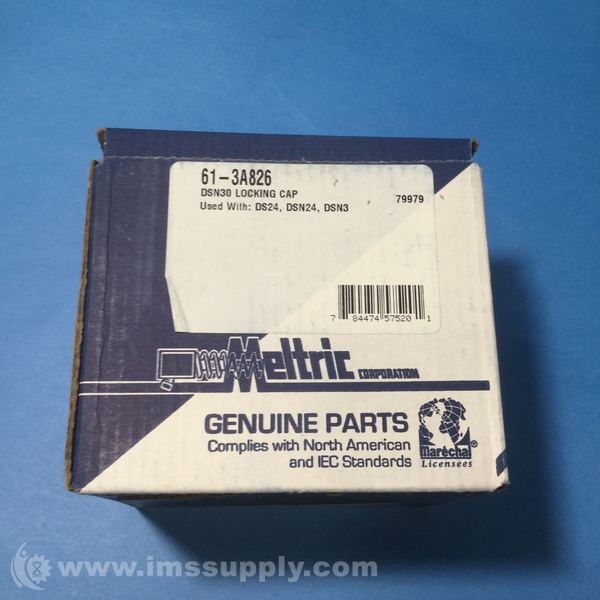 61-3A826
DSN30 LOCKING CAP
Used With: DS24, DSN24, DSN3
79979
7 84474 57520 1
Meltric CORPORATION
GENUINE PARTS
Complies with North American
and IEC Standards
maréchal®
Licensees
www.imssupply.com